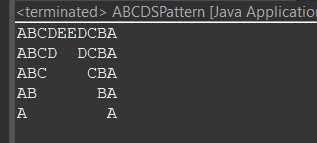 <terminated> ABCDSPattern [Java Application
ABCDEEDCBA
ABCD  DCBA
ABC    CBA
AB      BA
A        A